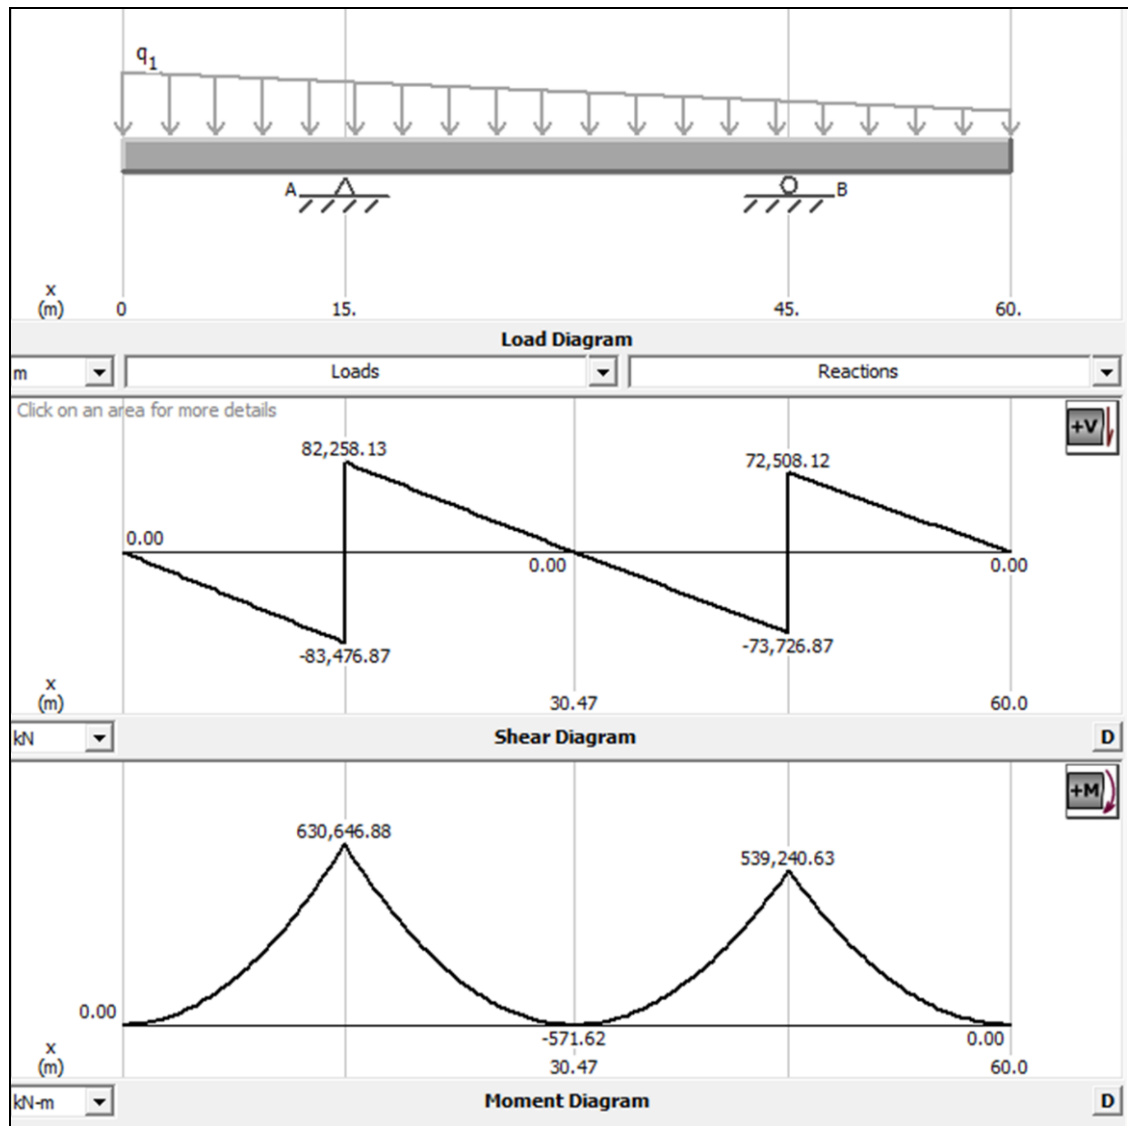 q1
A B
x
(m) 0 15. 45. 60.
Load Diagram
m Loads Reactions
Click on an area for more details
+V
82,258.13 72,508.12
0.00 0.00 0.00
-83,476.87 -73,726.87
x
(m) 30.47 60.0
kN Shear Diagram D
+M
630,646.88 539,240.63
0.00 -571.62 0.00
x
(m) 30.47 60.0
kN-m Moment Diagram D